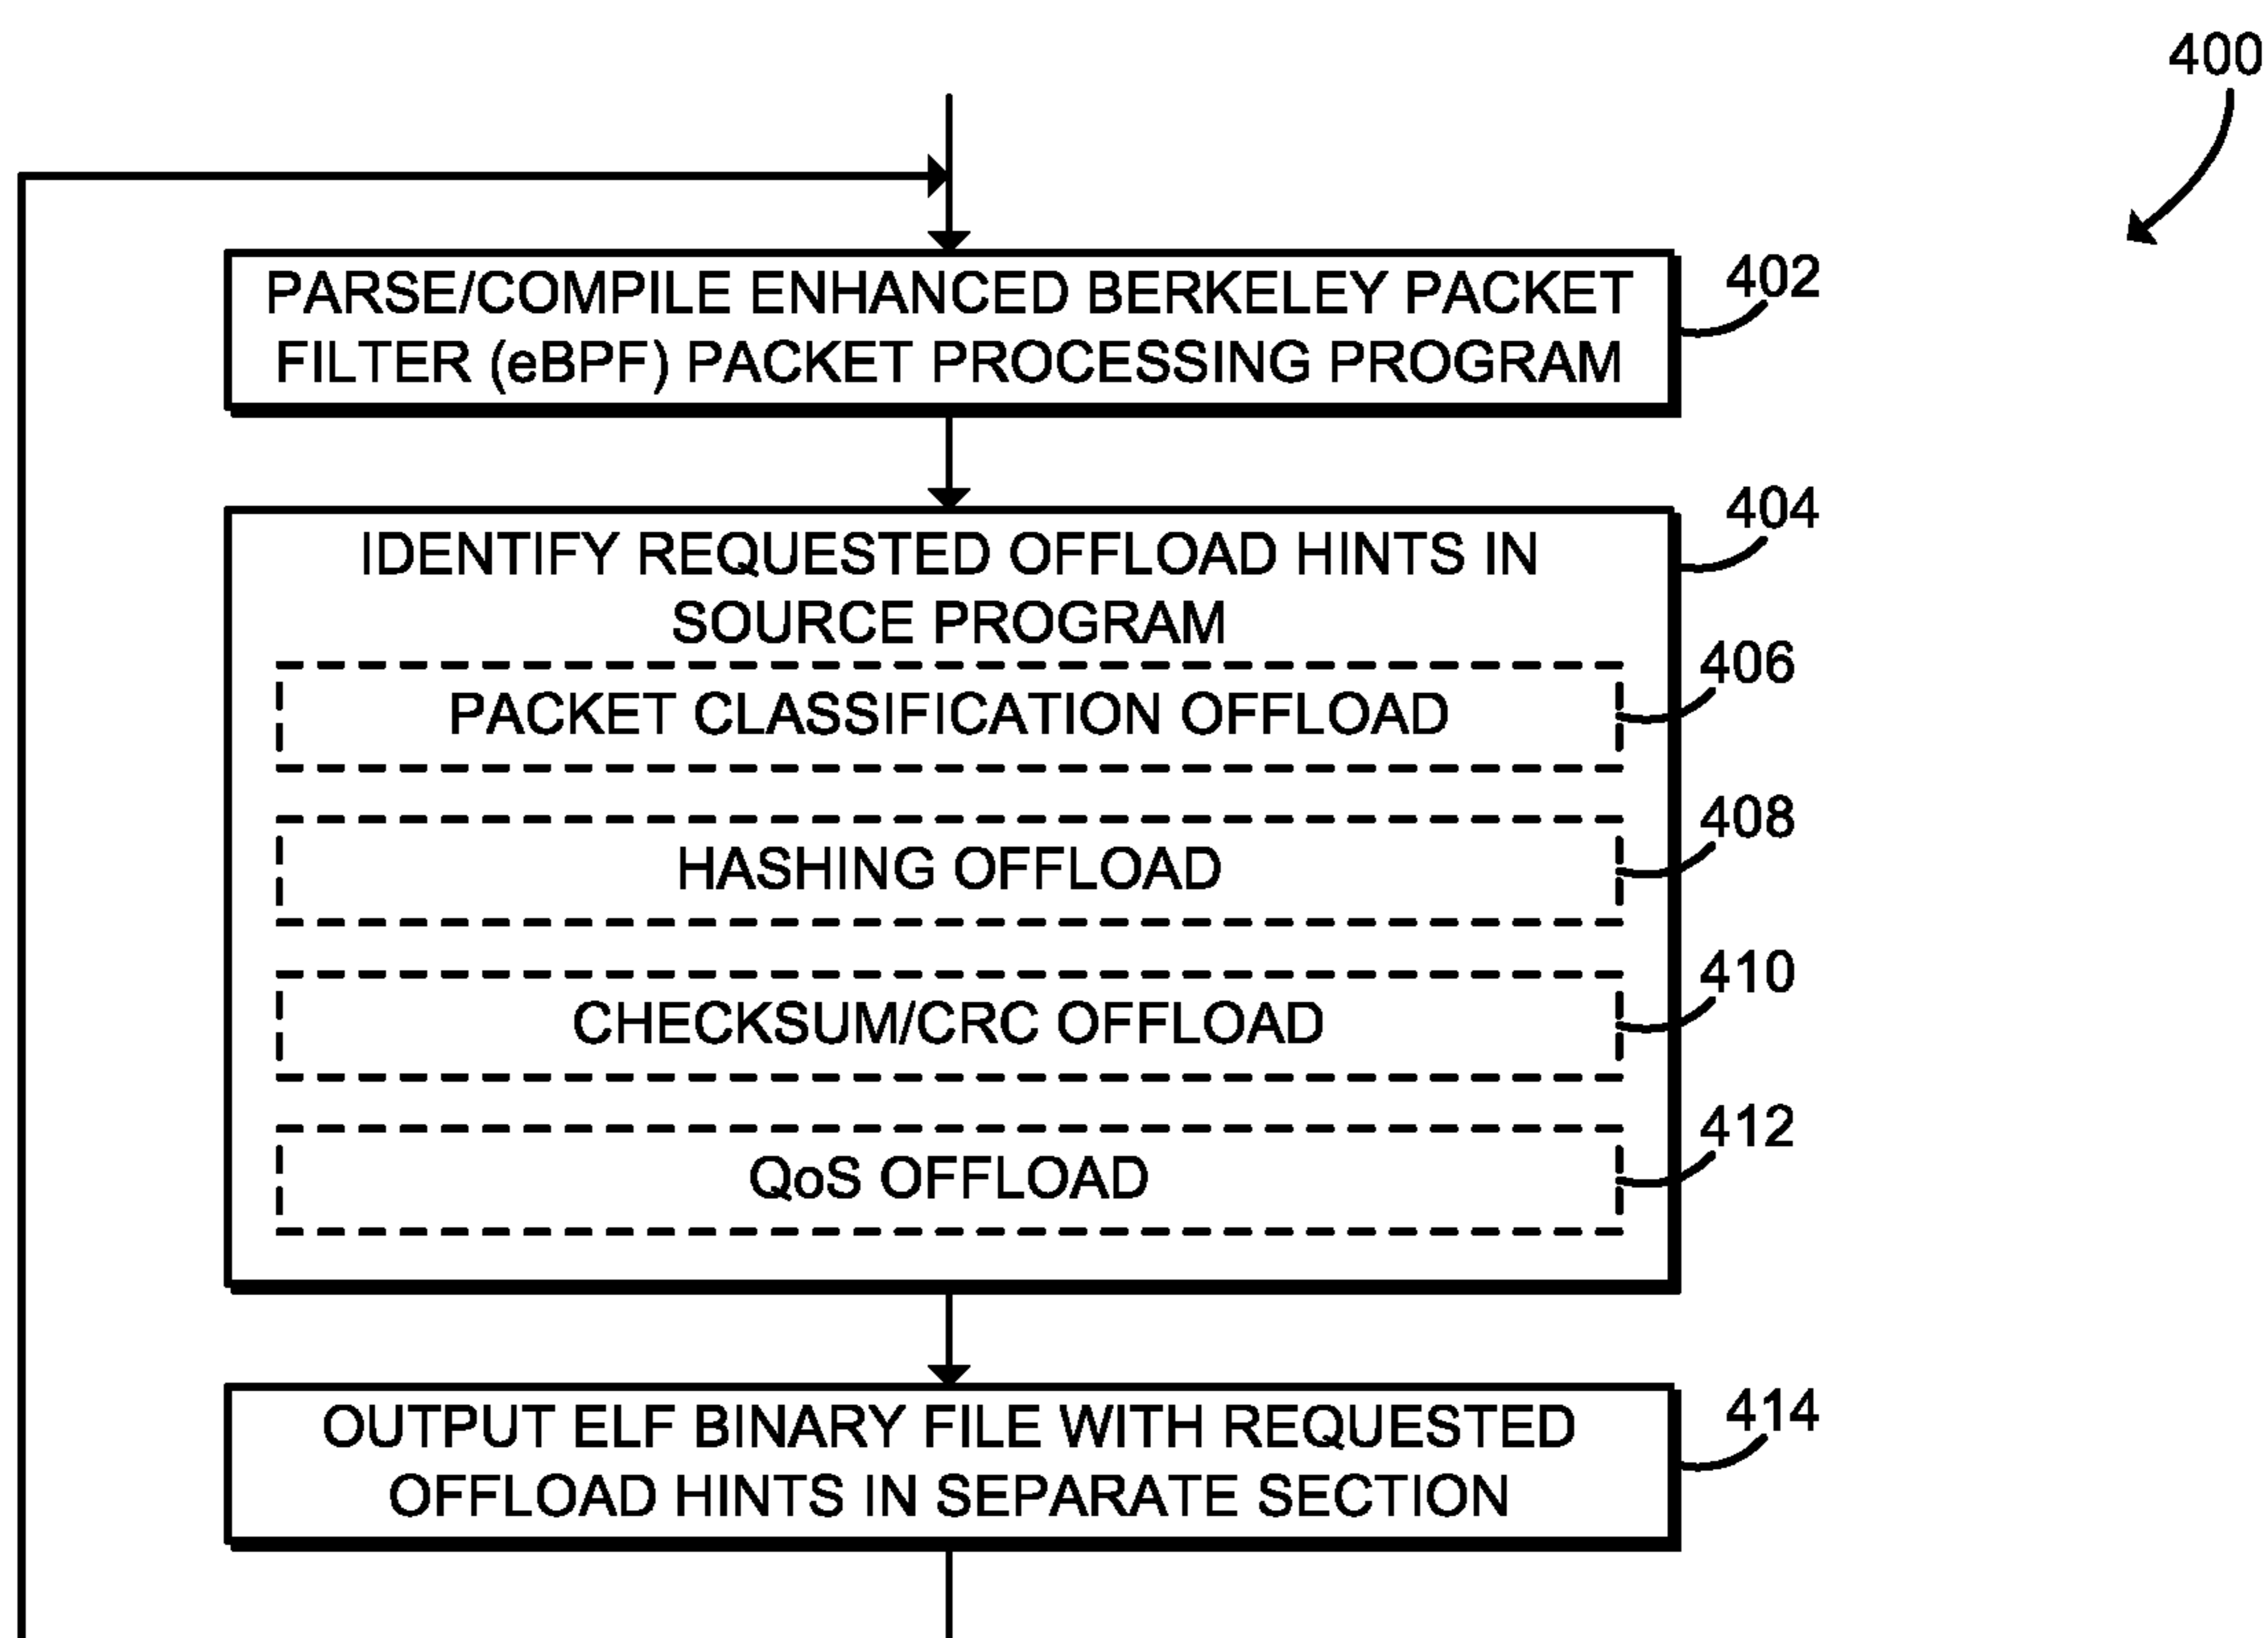 400
PARSE/COMPILE ENHANCED BERKELEY PACKET
FILTER (eBPF) PACKET PROCESSING PROGRAM
402
IDENTIFY REQUESTED OFFLOAD HINTS IN
SOURCE PROGRAM
404
PACKET CLASSIFICATION OFFLOAD
406
HASHING OFFLOAD
408
CHECKSUM/CRC OFFLOAD
410
QoS OFFLOAD
412
OUTPUT ELF BINARY FILE WITH REQUESTED
OFFLOAD HINTS IN SEPARATE SECTION
414